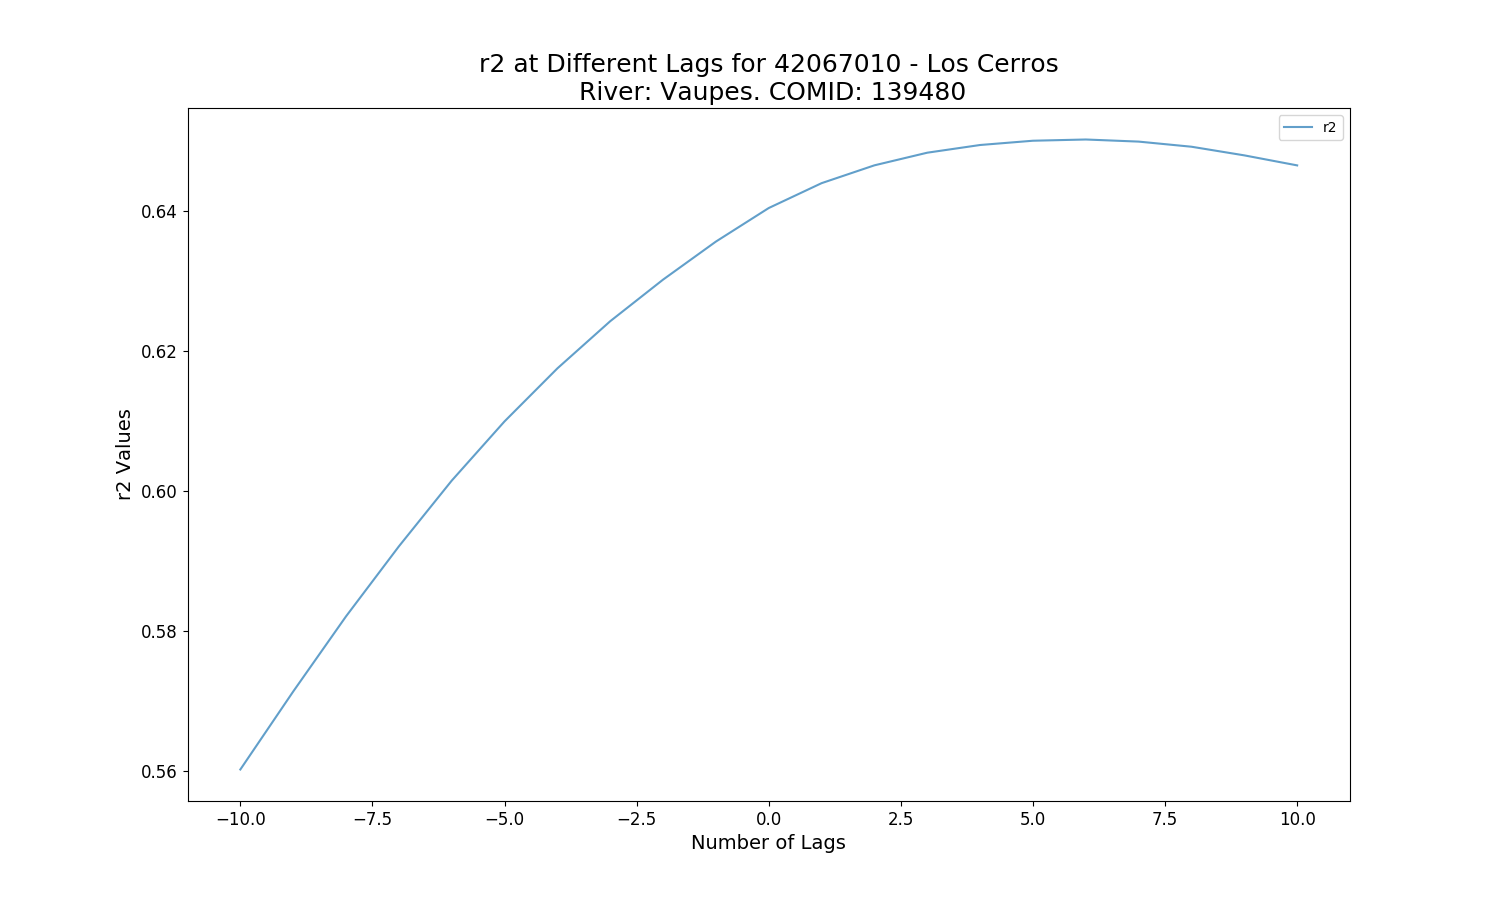 r2 at Different Lags for 42067010 - Los Cerros
River: Vaupes. COMID: 139480
r2
0.64
0.62
0.60
0.58
0.56
r2 Values
−10.0 −7.5 −5.0 −2.5 0.0 2.5 5.0 7.5 10.0
Number of Lags